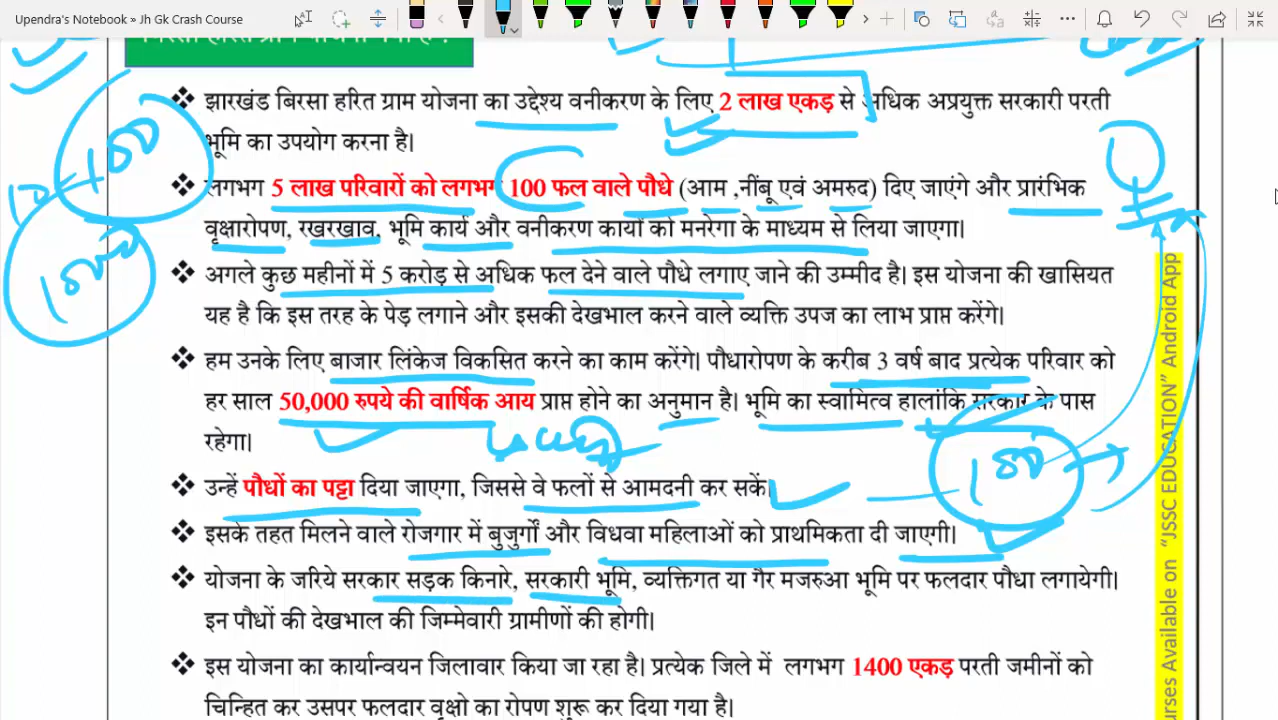 Upendra's Notebook » Jh Gk Crash Course
झारखंड बिरसा हरित ग्राम योजना का उद्देश्य वनीकरण के लिए 2 लाख एकड़ से अधिक अप्रयुक्त सरकारी परती
भूमि का उपयोग करना है।
लगभग 5 लाख परिवारों को लगभग 100 फल वाले पौधे (आम ,नींबू एवं अमरुद) दिए जाएंगे और प्रारंभिक
वृक्षारोपण, रखरखाव, भूमि कार्य और वनीकरण कार्यों को मनरेगा के माध्यम से लिया जाएगा।
अगले कुछ महीनों में 5 करोड़ से अधिक फल देने वाले पौधे लगाए जाने की उम्मीद है। इस योजना की खासियत
यह है कि इस तरह के पेड़ लगाने और इसकी देखभाल करने वाले व्यक्ति उपज का लाभ प्राप्त करेंगे।
हम उनके लिए बाजार लिंकेज विकसित करने का काम करेंगे। पौधारोपण के करीब 3 वर्ष बाद प्रत्येक परिवार को
हर साल 50,000 रुपये की वार्षिक आय प्राप्त होने का अनुमान है। भूमि का स्वामित्व हालांकि सरकार के पास
रहेगा।
उन्हें पौधों का पट्टा दिया जाएगा, जिससे वे फलों से आमदनी कर सकें।
इसके तहत मिलने वाले रोजगार में बुजुर्गों और विधवा महिलाओं को प्राथमिकता दी जाएगी।
योजना के जरिये सरकार सड़क किनारे, सरकारी भूमि, व्यक्तिगत या गैर मजरुआ भूमि पर फलदार पौधा लगायेगी।
इन पौधों की देखभाल की जिम्मेवारी ग्रामीणों की होगी।
इस योजना का कार्यान्वयन जिलावार किया जा रहा है। प्रत्येक जिले में लगभग 1400 एकड़ परती जमीनों को
चिन्हित कर उसपर फलदार वृक्षो का रोपण शुरू कर दिया गया है।
100
10
100
urses Available on "JSSC EDUCATION" Android App